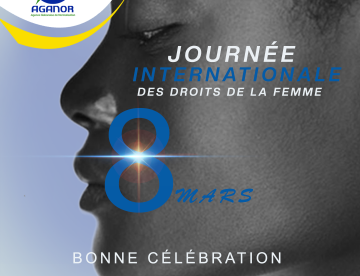 AGANOR
JOURNÉE
INTERNATIONALE
DES DROITS DE LA FEMME
8
MARS
BONNE CÉLÉBRATION